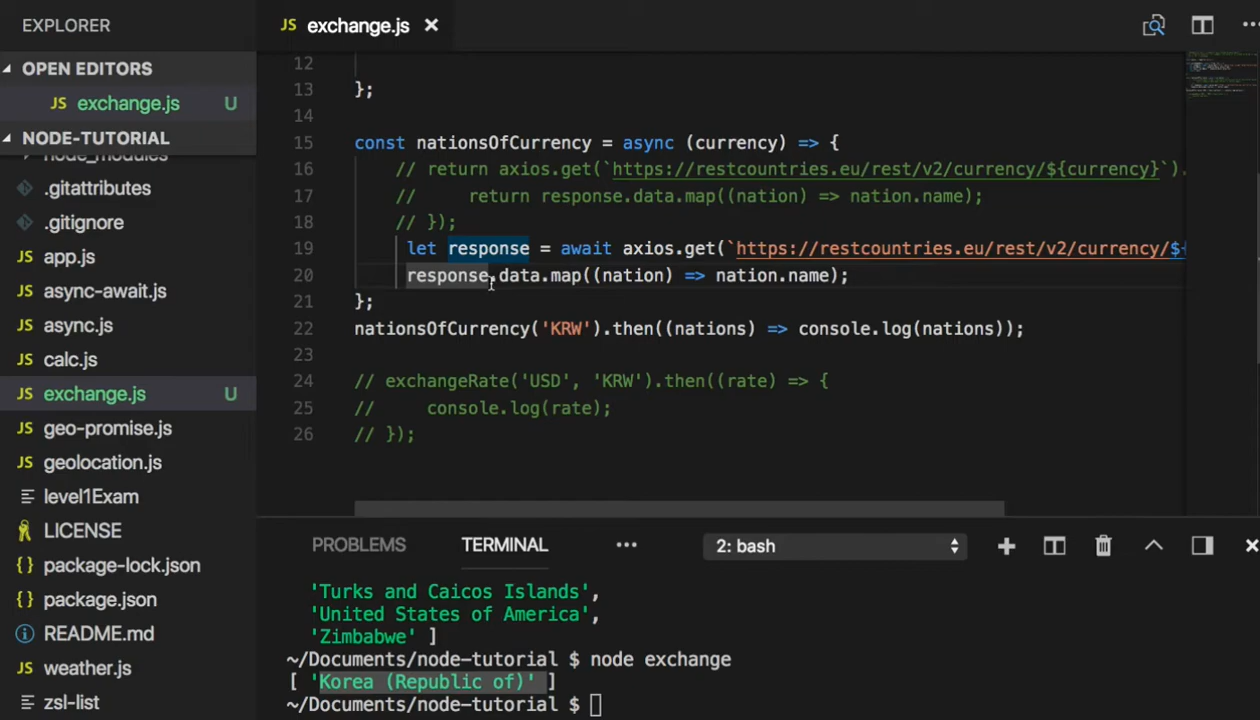 EXPLORER
OPEN EDITORS
JS exchange.js U
NODE-TUTORIAL
node_modules
.gitattributes
.gitignore
JS app.js
JS async-await.js
JS async.js
JS calc.js
JS exchange.js U
JS geo-promise.js
JS geolocation.js
level1Exam
LICENSE
package-lock.json
package.json
README.md
JS weather.js
zsl-list
JS exchange.js
12
13 };
14
15 const nationsOfCurrency = async (currency) => {
16 // return axios.get(`https://restcountries.eu/rest/v2/currency/${currency}`).
17 // return response.data.map((nation) => nation.name);
18 // });
19 let response = await axios.get(`https://restcountries.eu/rest/v2/currency/${
20 response.data.map((nation) => nation.name);
21 };
22 nationsOfCurrency('KRW').then((nations) => console.log(nations));
23
24 // exchangeRate('USD', 'KRW').then((rate) => {
25 // console.log(rate);
26 // });
PROBLEMS TERMINAL ... 2: bash
'Turks and Caicos Islands',
'United States of America',
'Zimbabwe' ]
~/Documents/node-tutorial $ node exchange
[ 'Korea (Republic of)' ]
~/Documents/node-tutorial $